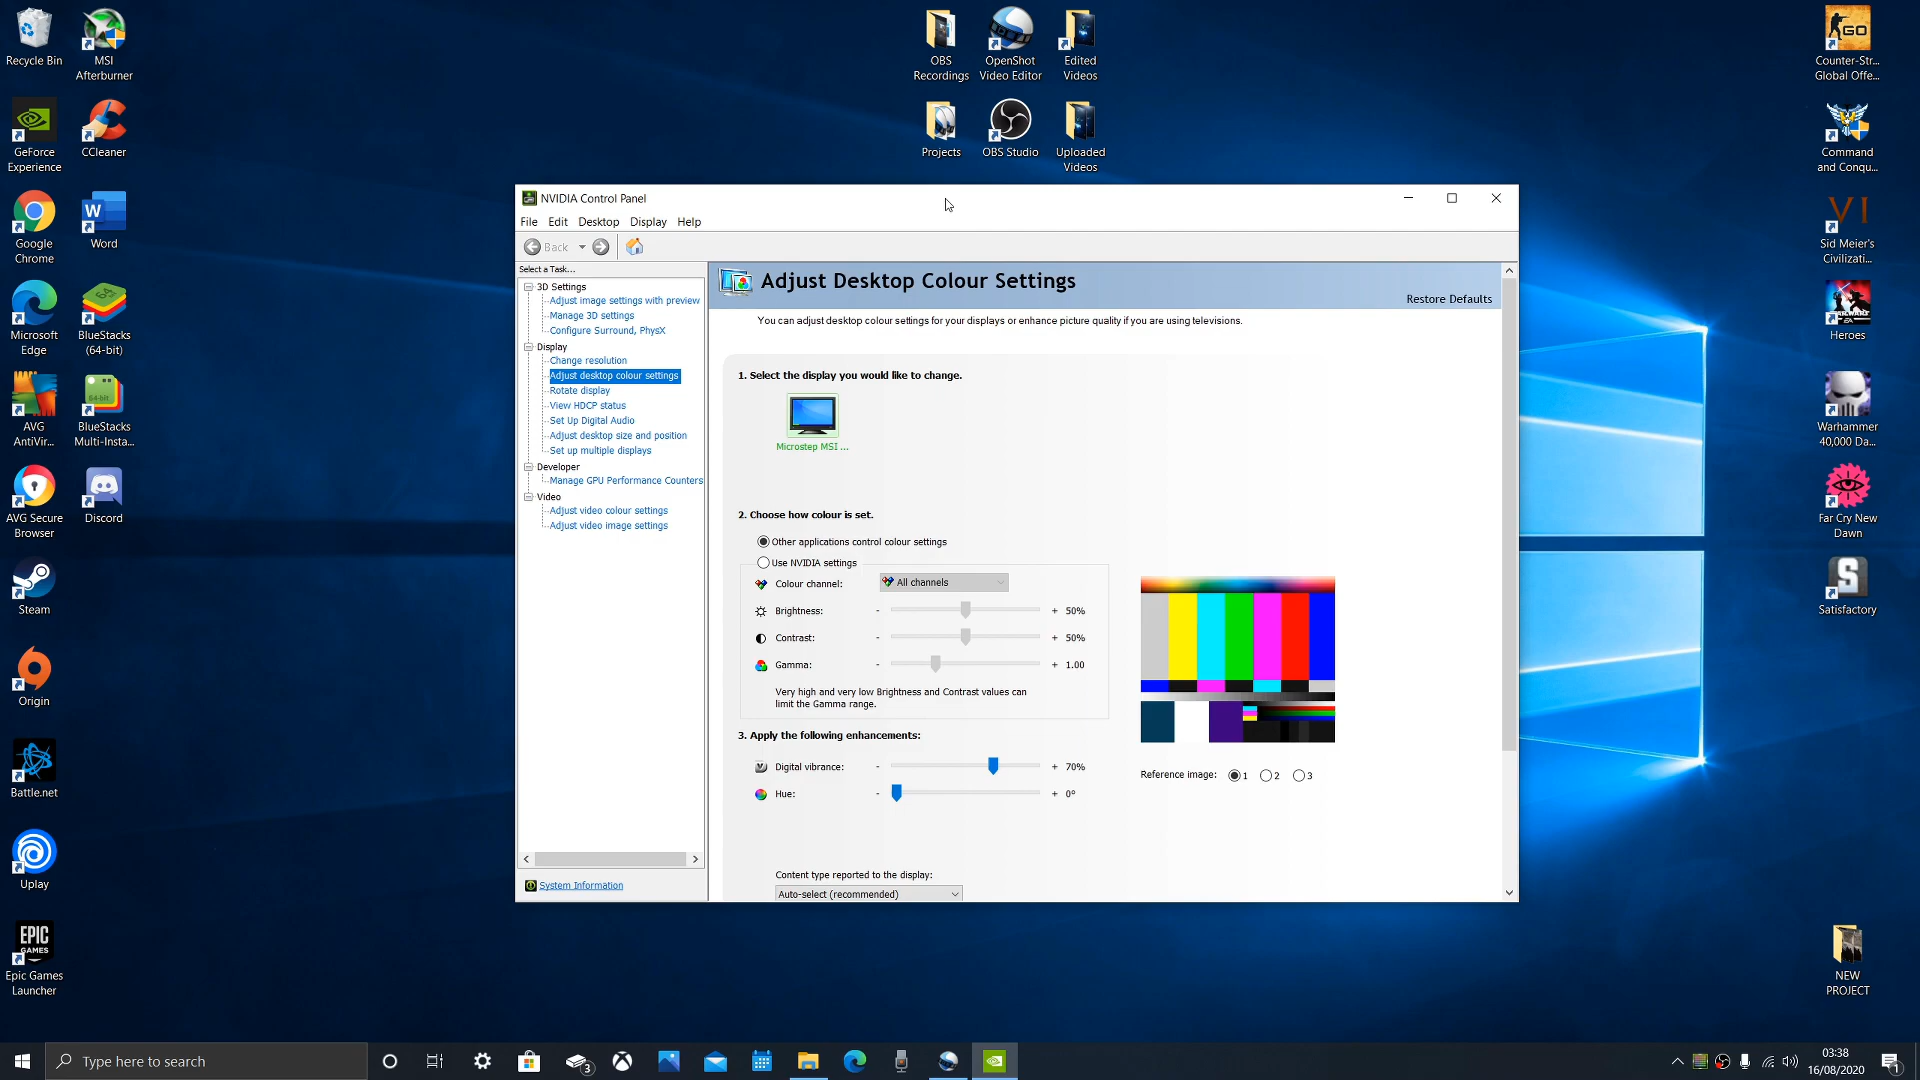 Recycle Bin
MSI
Afterburner
GeForce
Experience
CCleaner
Google
Chrome
W
Word
Microsoft
Edge
64
BlueStacks
(64-bit)
AVG
AntiVir...
64-bit
BlueStacks
Multi-Insta...
AVG Secure
Browser
Discord
Steam
Origin
Battle.net
Uplay
EPIC
GAMES
Epic Games
Launcher
OBS
Recordings
OpenShot
Video Editor
Edited
Videos
Projects
OBS Studio
Uploaded
Videos
GO
Counter-Str...
Global Offe...
Command
and Conqu...
VI
Sid Meier's
Civilizati...
Heroes
Warhammer
40,000 Da...
Far Cry New
Dawn
S
Satisfactory
NEW
PROJECT
NVIDIA Control Panel
File Edit Desktop Display Help
Back
Select a Task...
3D Settings
Adjust image settings with preview
Manage 3D settings
Configure Surround, PhysX
Display
Change resolution
Adjust desktop colour settings
Rotate display
View HDCP status
Set Up Digital Audio
Adjust desktop size and position
Set up multiple displays
Developer
Manage GPU Performance Counters
Video
Adjust video colour settings
Adjust video image settings
System Information
Adjust Desktop Colour Settings
Restore Defaults
You can adjust desktop colour settings for your displays or enhance picture quality if you are using televisions.
1. Select the display you would like to change.
Microstep MSI ...
2. Choose how colour is set.
Other applications control colour settings
Use NVIDIA settings
Colour channel: All channels
Brightness: - + 50%
Contrast: - + 50%
Gamma: - + 1.00
Very high and very low Brightness and Contrast values can
limit the Gamma range.
3. Apply the following enhancements:
Digital vibrance: - + 70%
Hue: - + 0°
Reference image: 1 2 3
Content type reported to the display:
Auto-select (recommended)
Type here to search
3
03:38
16/08/2020
1